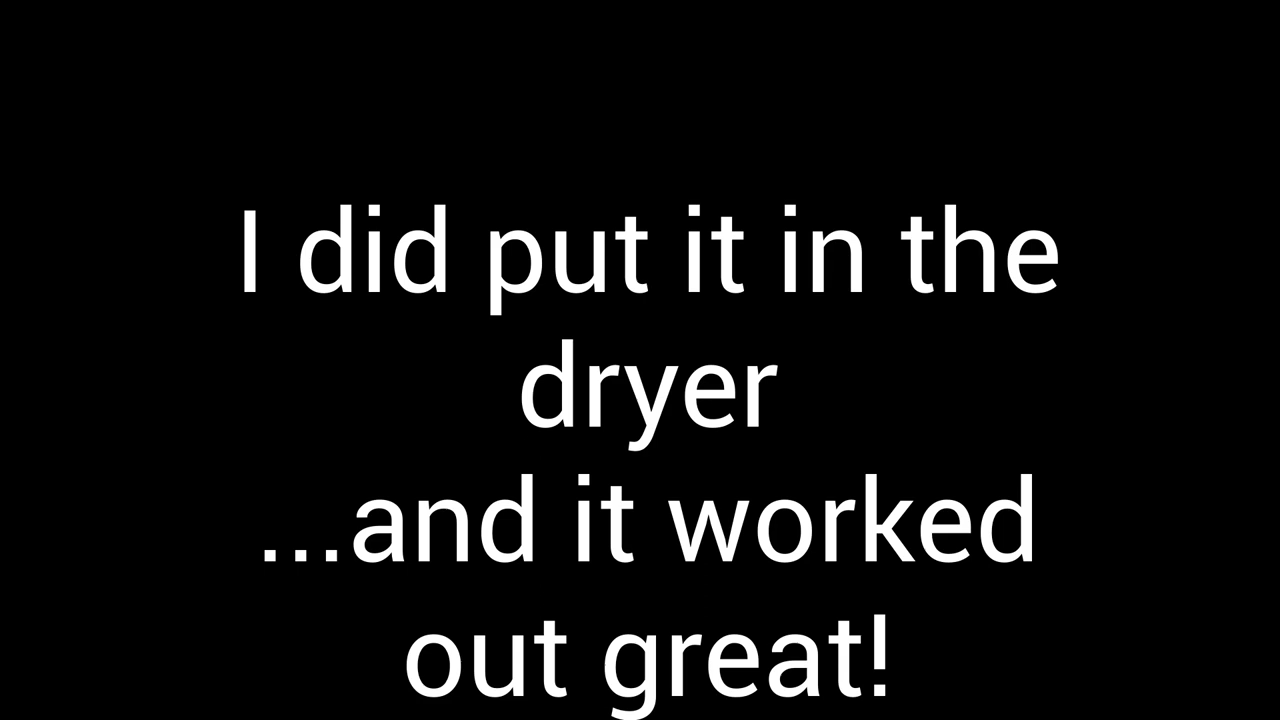 I did put it in the
dryer
...and it worked
out great!